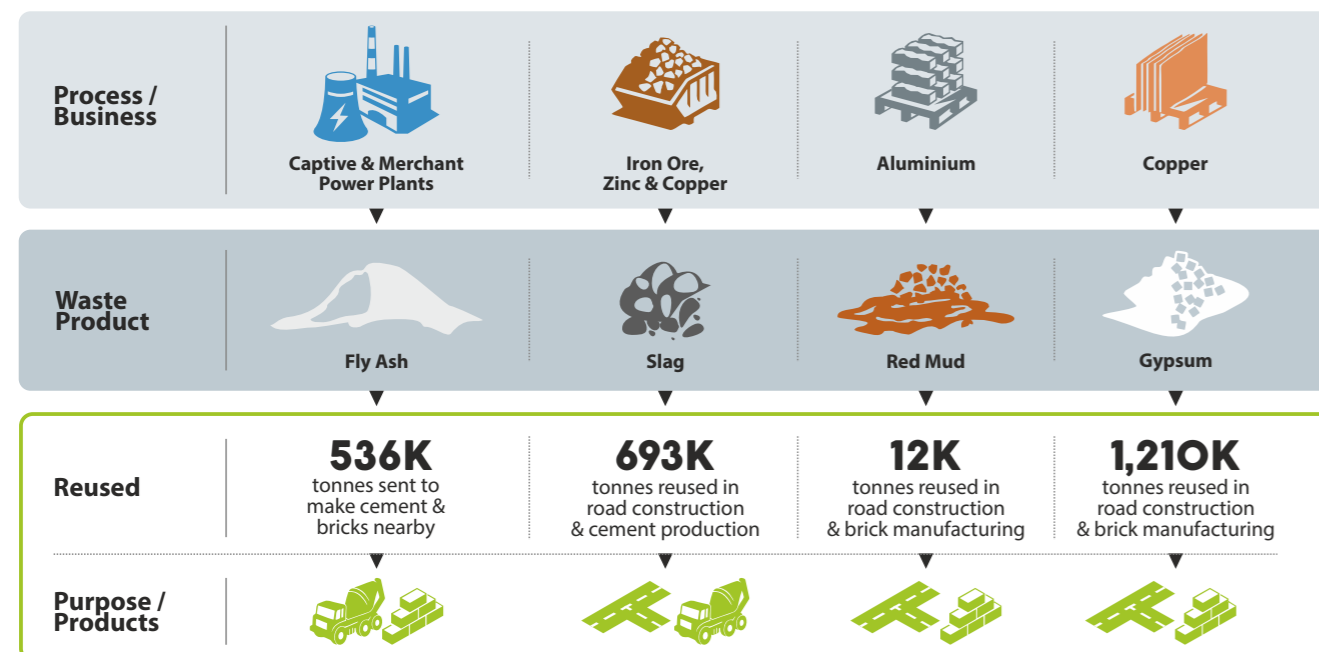 Process /
Business
Captive & Merchant
Power Plants
Iron Ore,
Zinc & Copper
Aluminium
Copper
Waste
Product
Fly Ash
Slag
Red Mud
Gypsum
Reused
536K
tonnes sent to
make cement &
bricks nearby
693K
tonnes reused in
road construction
& cement production
12K
tonnes reused in
road construction
& brick manufacturing
1,210K
tonnes reused in
road construction
& brick manufacturing
Purpose /
Products